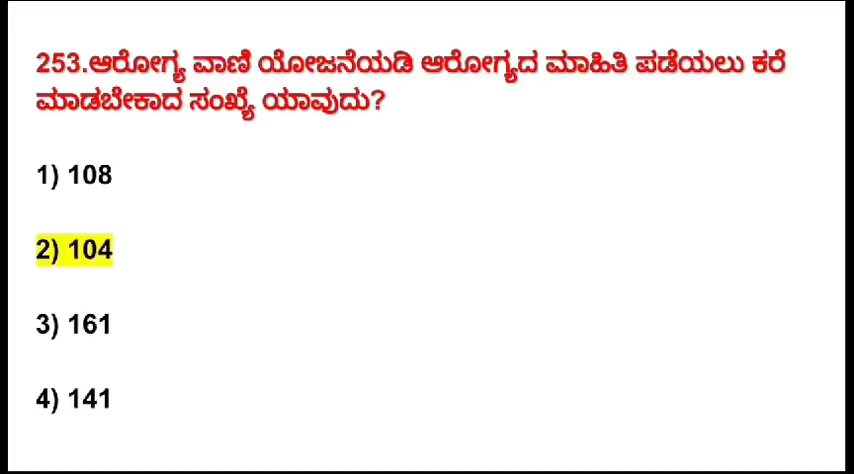 253.ಆರೋಗ್ಯ ವಾಣಿ ಯೋಜನೆಯಡಿ ಆರೋಗ್ಯದ ಮಾಹಿತಿ ಪಡೆಯಲು ಕರೆ
ಮಾಡಬೇಕಾದ ಸಂಖ್ಯೆ ಯಾವುದು?
1) 108
2) 104
3) 161
4) 141